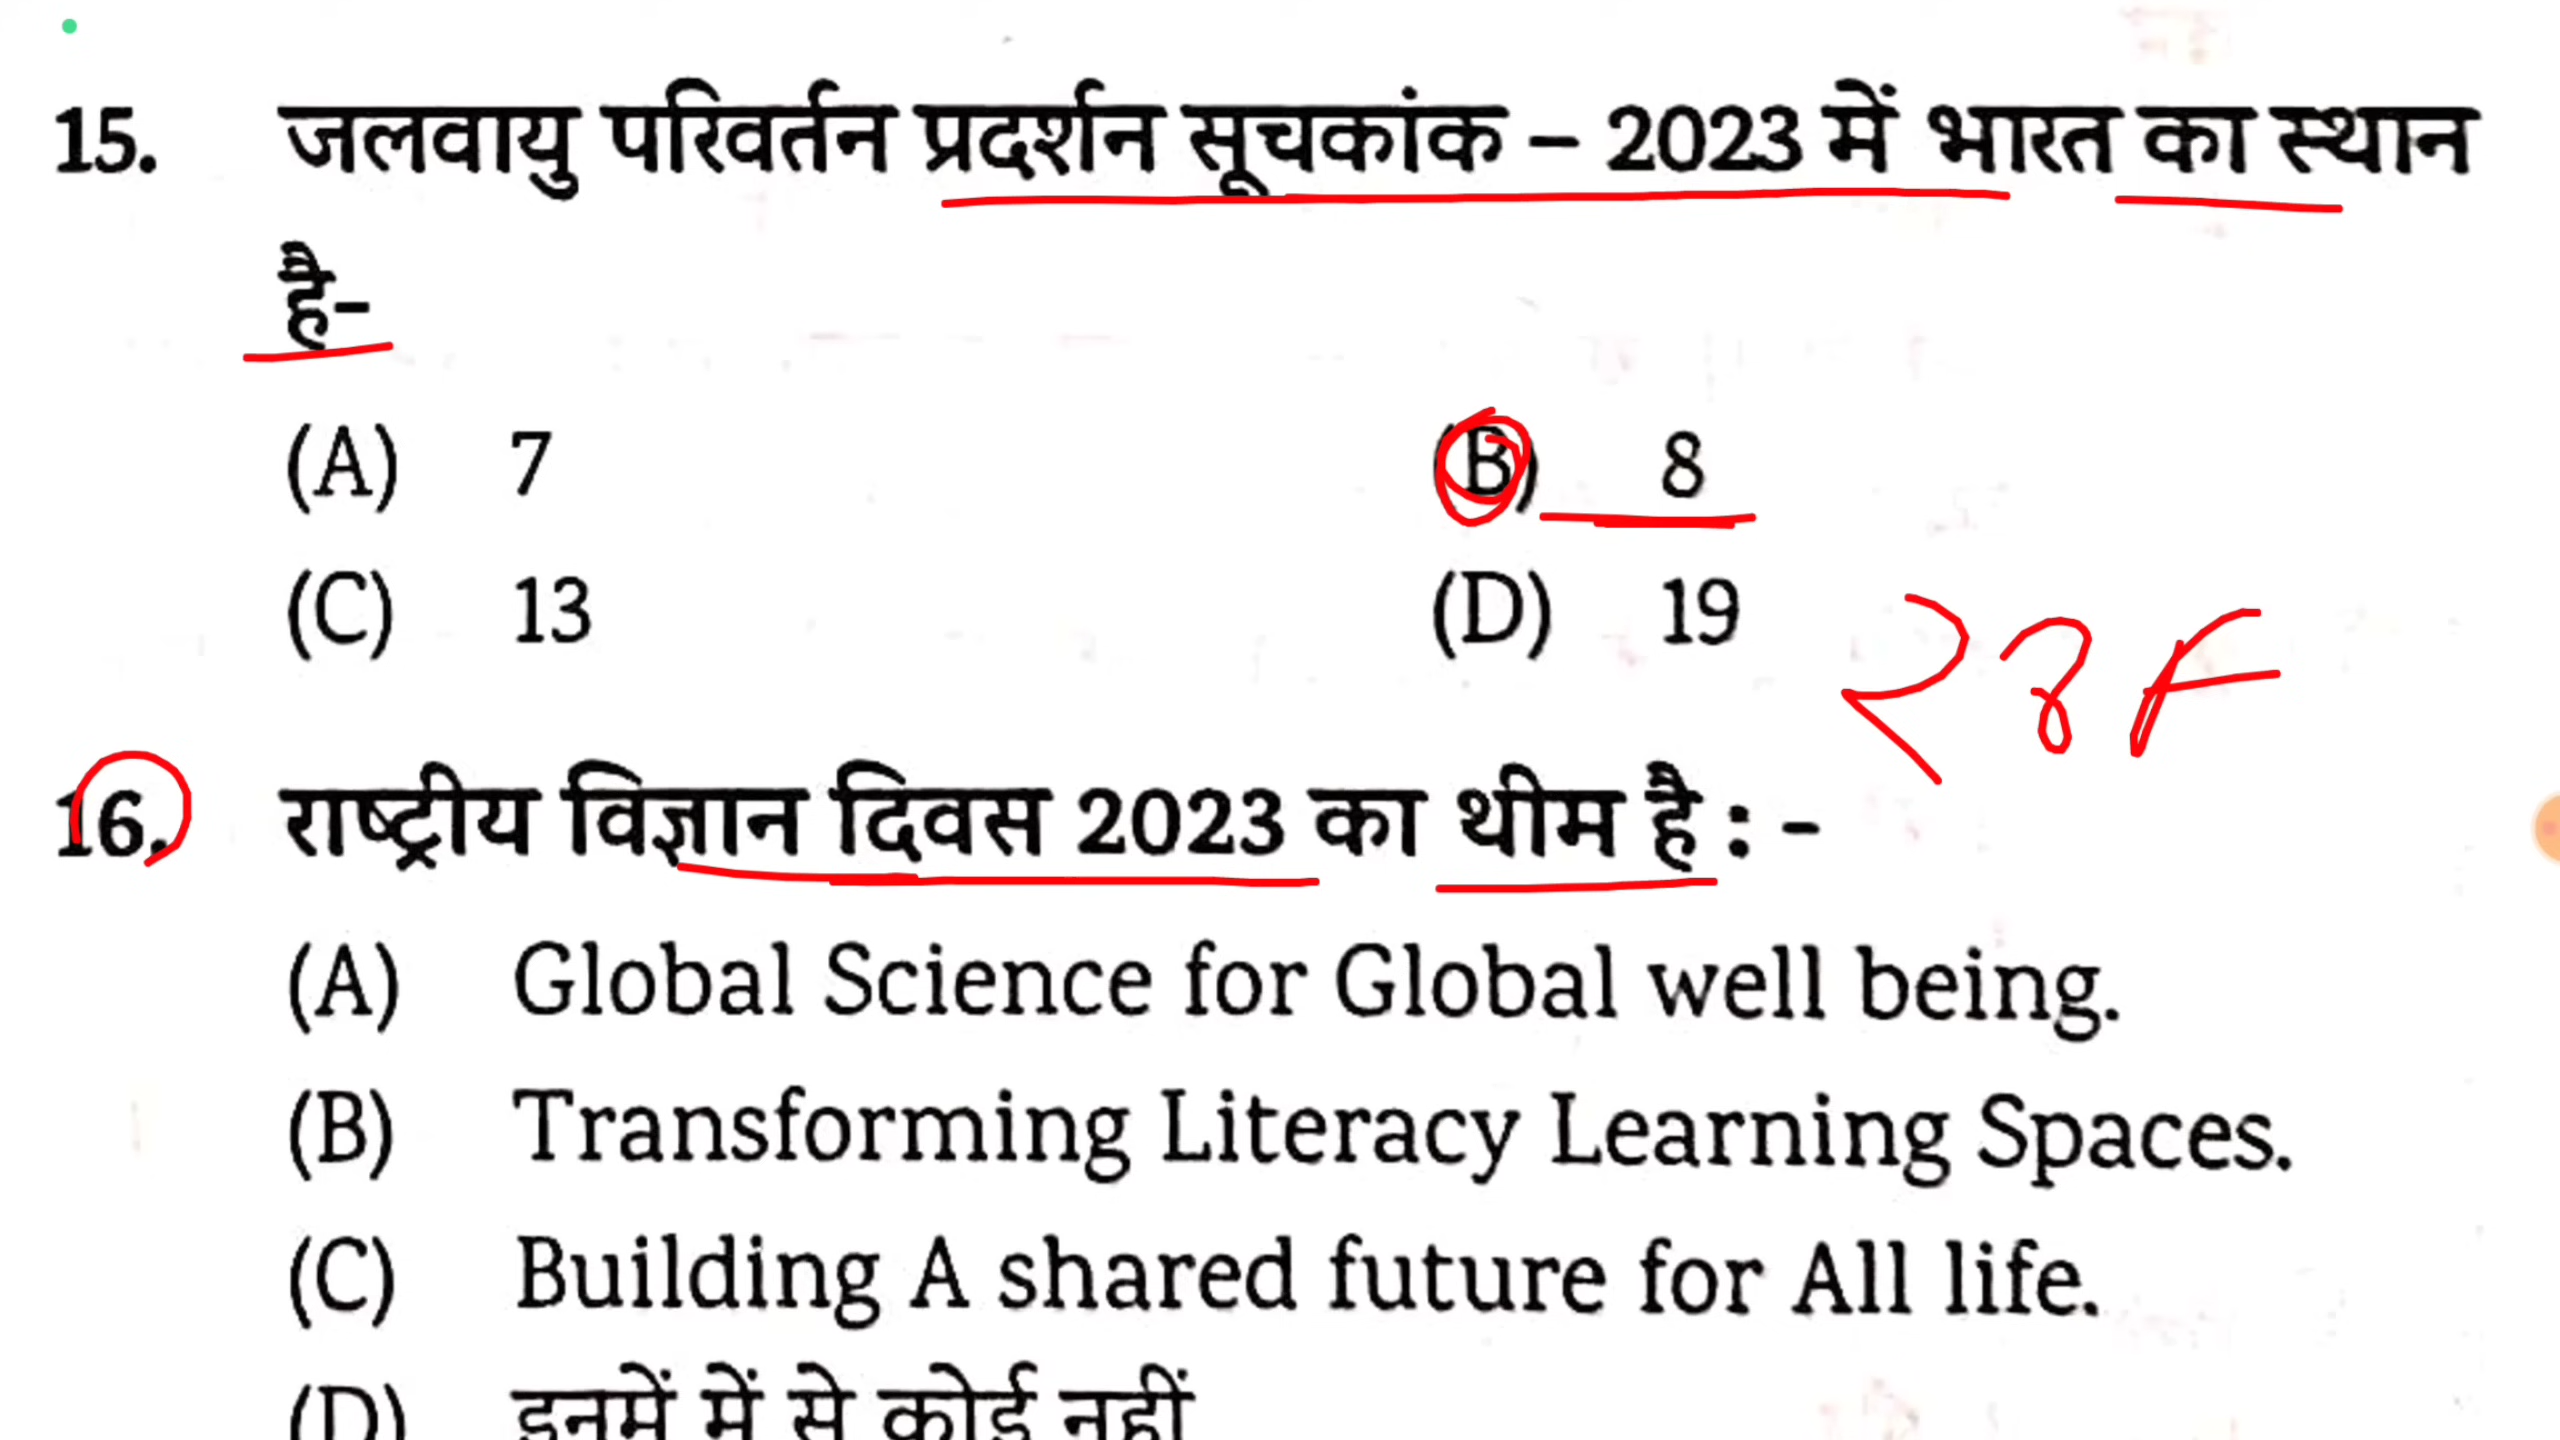 15. जलवायु परिवर्तन प्रदर्शन सूचकांक – 2023 में भारत का स्थान
है-
(A) 7 (B) 8
(C) 13 (D) 19
28 F
16. राष्ट्रीय विज्ञान दिवस 2023 का थीम है : -
(A) Global Science for Global well being.
(B) Transforming Literacy Learning Spaces.
(C) Building A shared future for All life.
(D) इनमें में से कोई नहीं